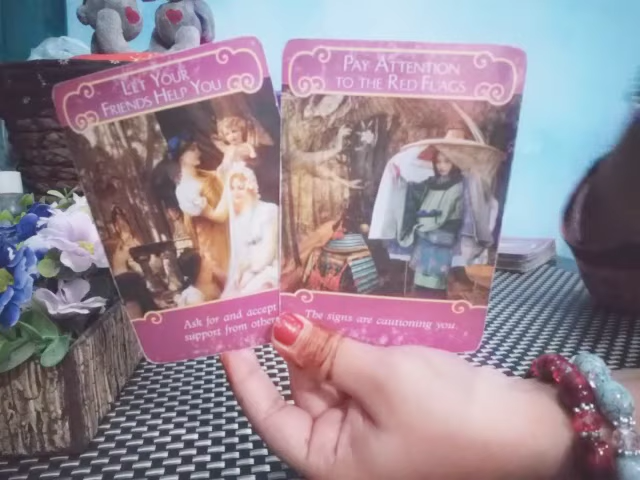 LET YOUR
FRIENDS HELP YOU
Ask for and accept
support from other
PAY ATTENTION
TO THE RED FLAGS
The signs are cautioning you.